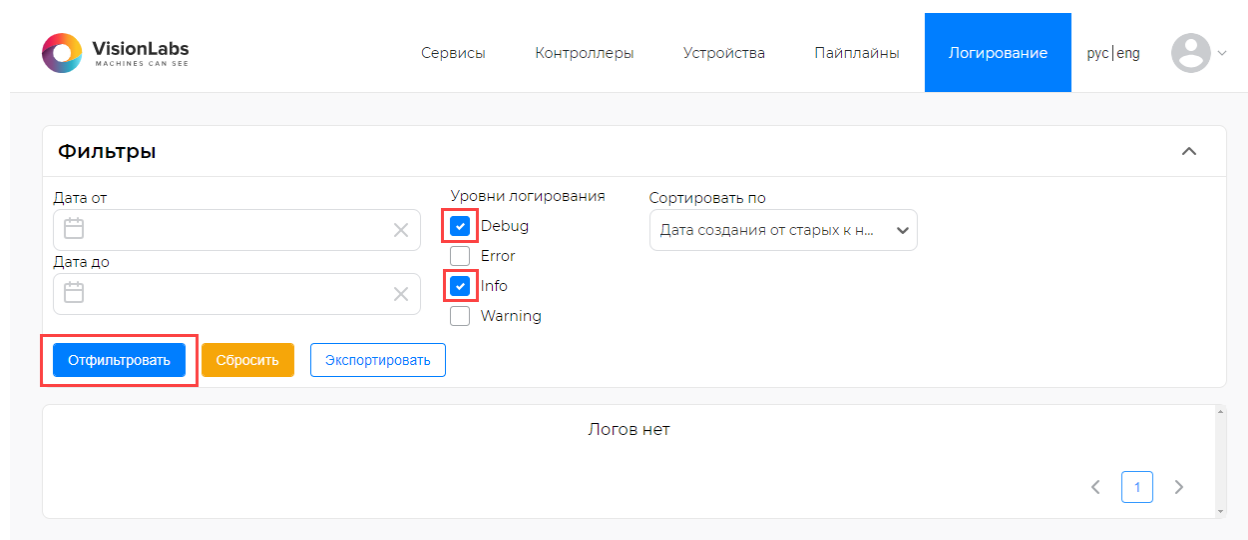 VisionLabs
MACHINES CAN SEE
Сервисы Контроллеры Устройства Пайплайны Логирование рус|eng
Фильтры
Дата от
Дата до
Уровни логирования
Debug
Error
Info
Warning
Сортировать по
Дата создания от старых к н...
Отфильтровать Сбросить Экспортировать
Логов нет
1